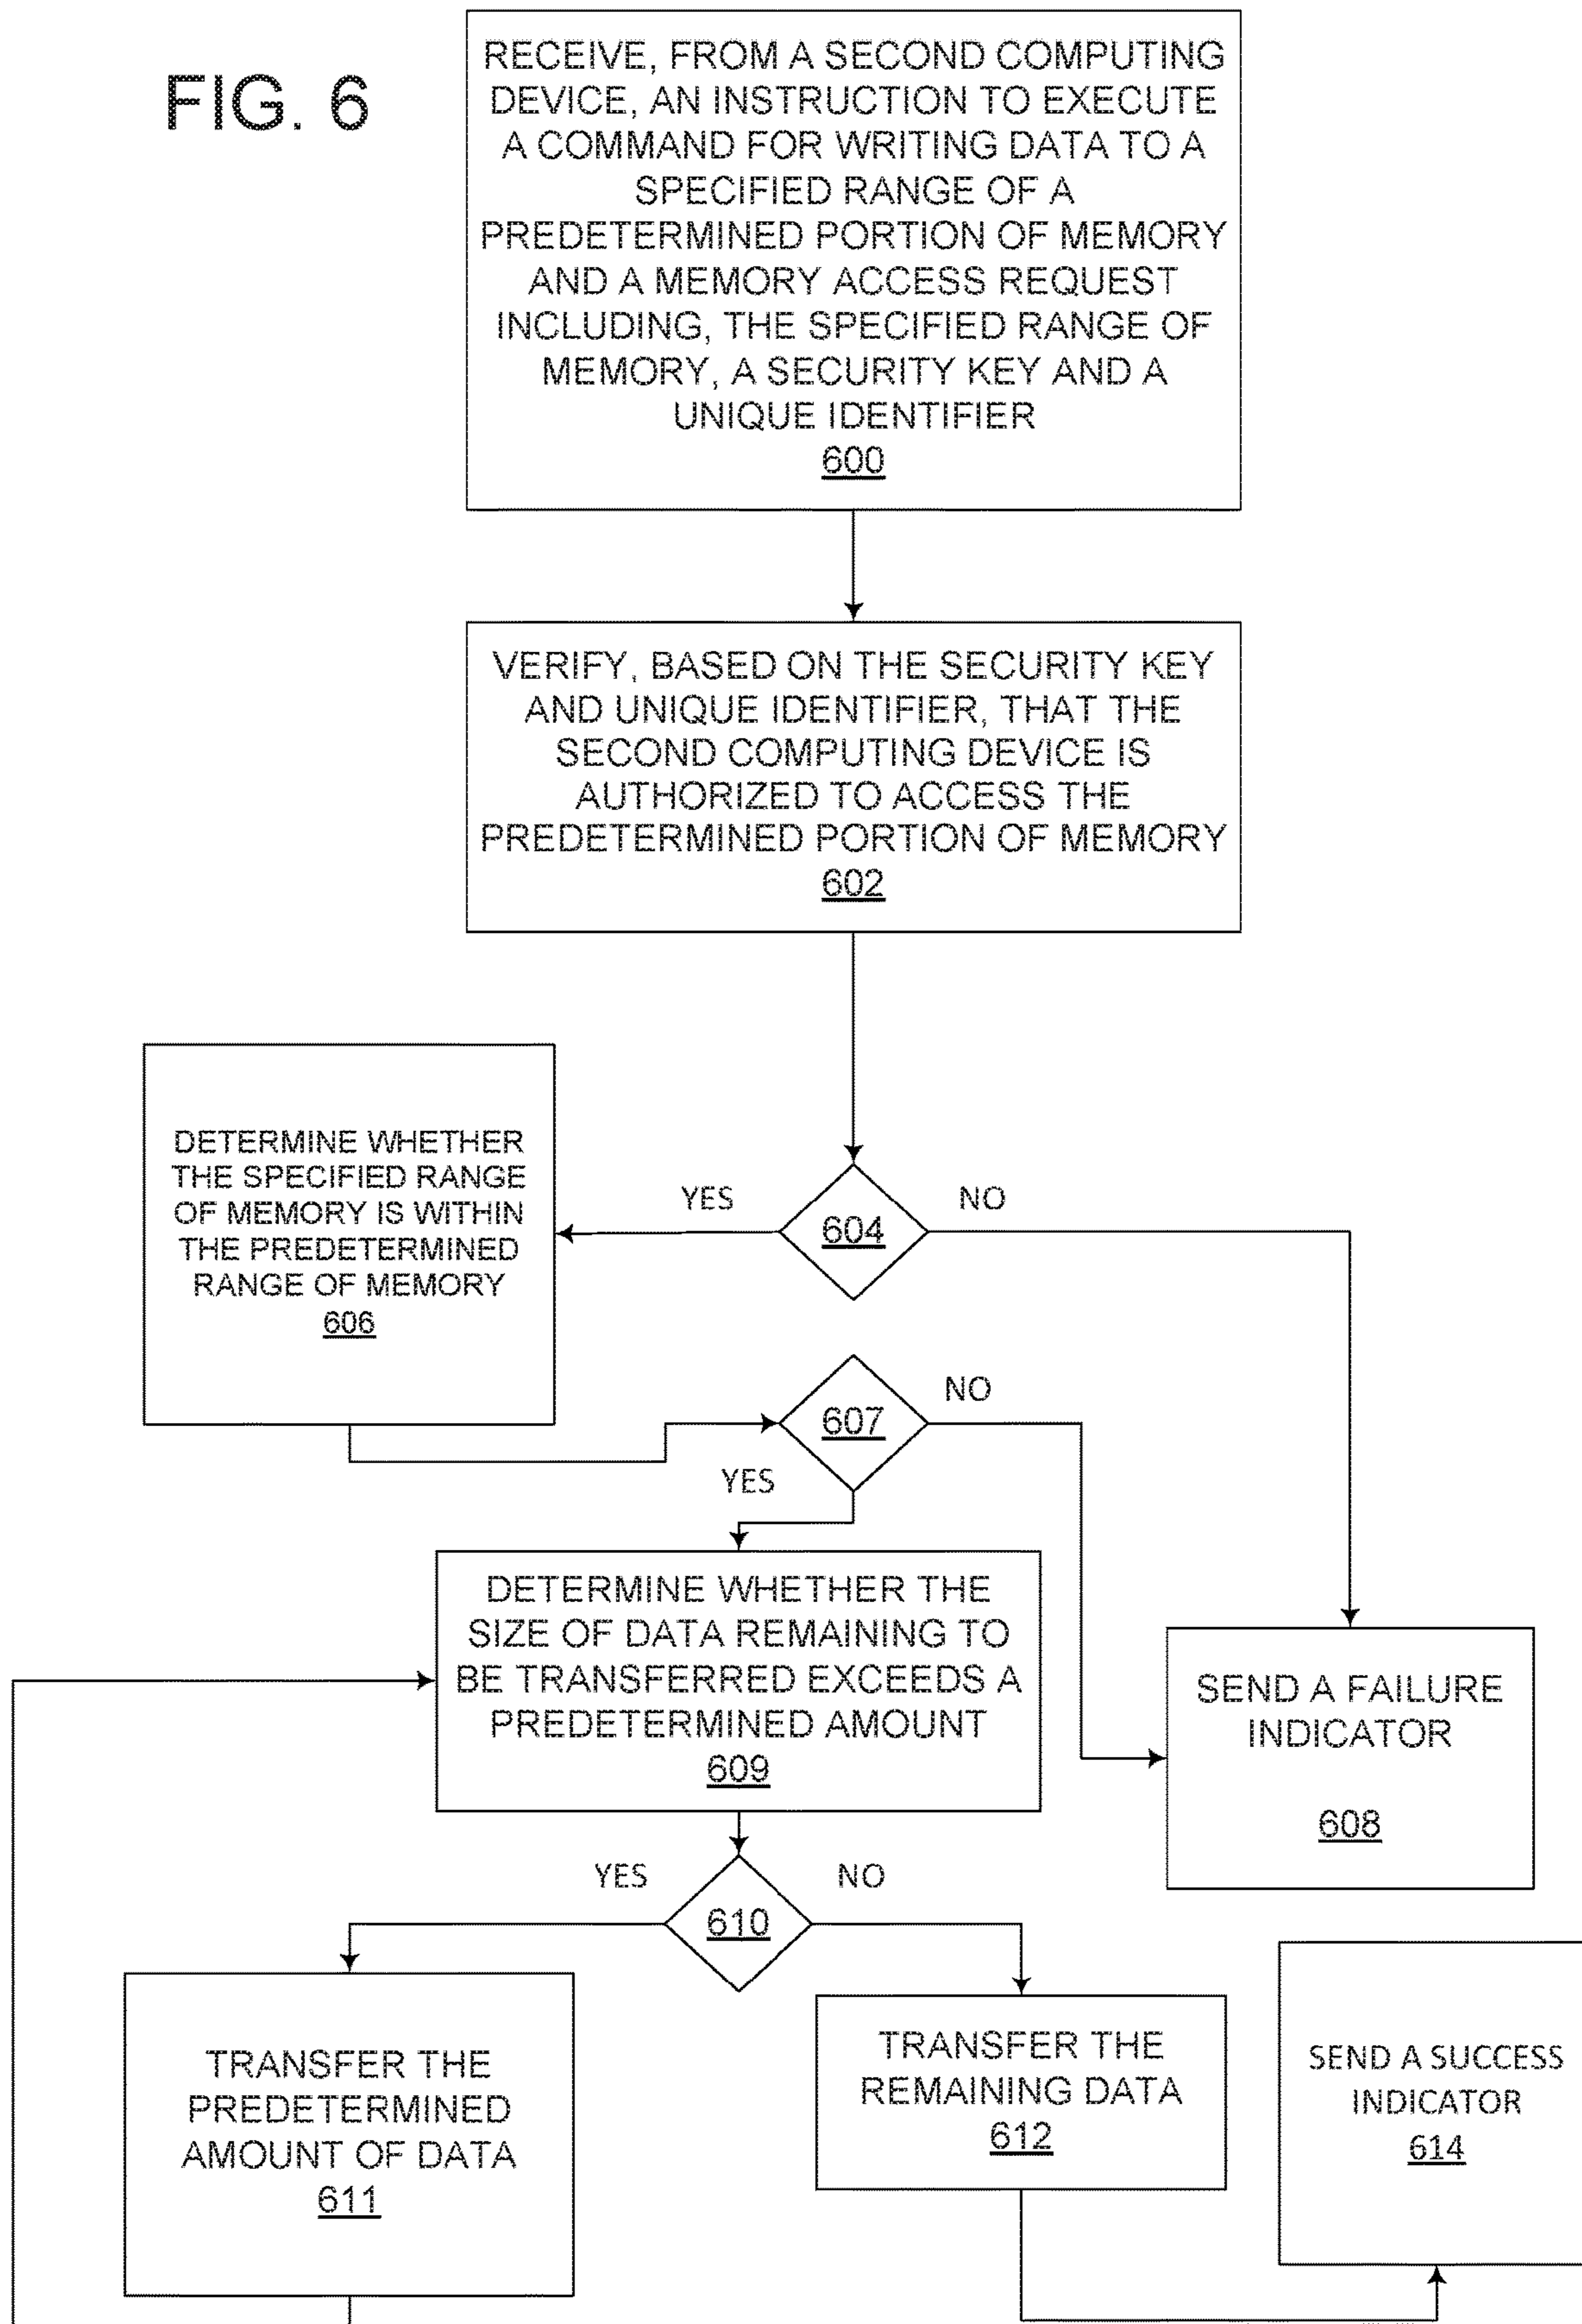 FIG. 6
RECEIVE, FROM A SECOND COMPUTING
DEVICE, AN INSTRUCTION TO EXECUTE
A COMMAND FOR WRITING DATA TO A
SPECIFIED RANGE OF A
PREDETERMINED PORTION OF MEMORY
AND A MEMORY ACCESS REQUEST
INCLUDING, THE SPECIFIED RANGE OF
MEMORY, A SECURITY KEY AND A
UNIQUE IDENTIFIER
600
VERIFY, BASED ON THE SECURITY KEY
AND UNIQUE IDENTIFIER, THAT THE
SECOND COMPUTING DEVICE IS
AUTHORIZED TO ACCESS THE
PREDETERMINED PORTION OF MEMORY
602
YES
604
NO
DETERMINE WHETHER
THE SPECIFIED RANGE
OF MEMORY IS WITHIN
THE PREDETERMINED
RANGE OF MEMORY
606
607
NO
YES
DETERMINE WHETHER THE
SIZE OF DATA REMAINING TO
BE TRANSFERRED EXCEEDS A
PREDETERMINED AMOUNT
609
SEND A FAILURE
INDICATOR
608
YES
610
NO
TRANSFER THE
PREDETERMINED
AMOUNT OF DATA
611
TRANSFER THE
REMAINING DATA
612
SEND A SUCCESS
INDICATOR
614